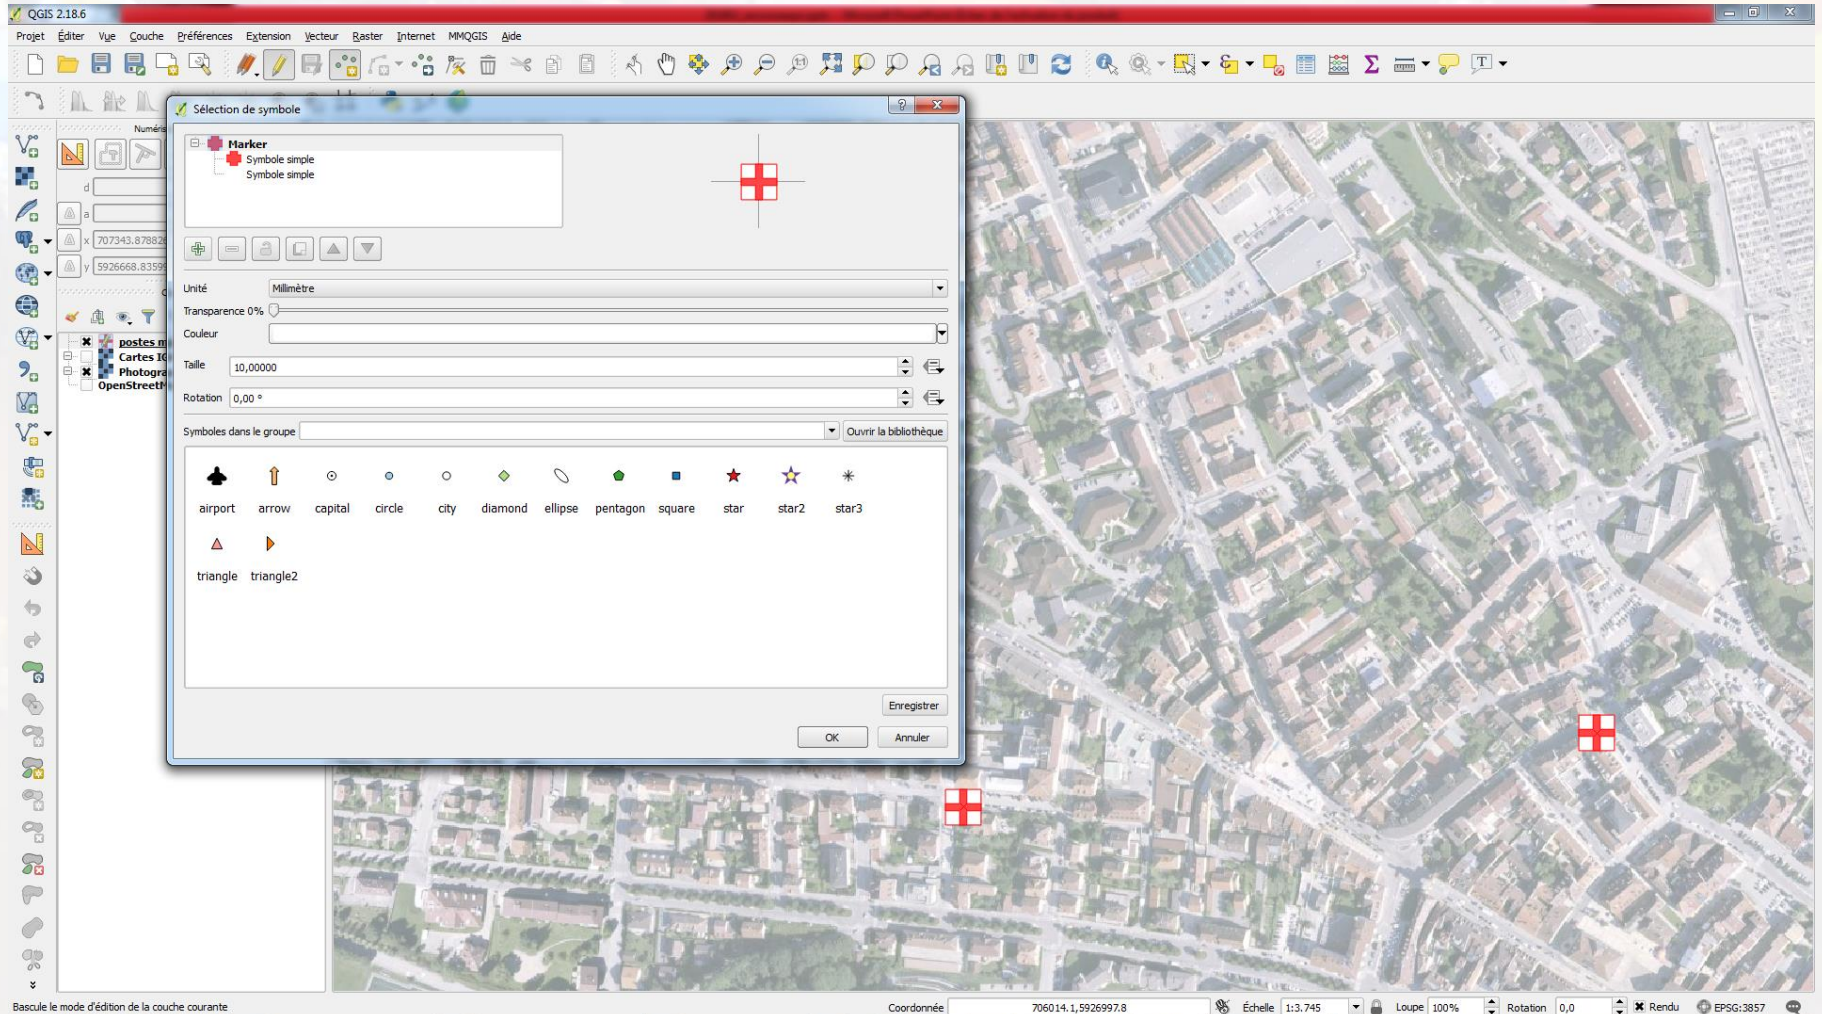 QGIS 2.18.6
Projet Éditer Vue Couche Préférences Extension Vecteur Raster Internet MMQGIS Aide
Sélection de symbole
Numéris
d
a
x 707343.87882
y 5926668.8359
Marker
Symbole simple
Symbole simple
Unité Millimètre
Transparence 0%
Couleur
Taille 10,00000
Rotation 0,00 °
Symboles dans le groupe Ouvrir la bibliothèque
airport arrow capital circle city diamond ellipse pentagon square star star2 star3
triangle triangle2
Enregistrer
OK Annuler
postes m
Cartes IG
Photogra
OpenStreetM
Bascule le mode d'édition de la couche courante
Coordonnée 706014.1,5926997.8 Échelle 1:3.745 Loupe 100% Rotation 0,0 Rendu EPSG:3857